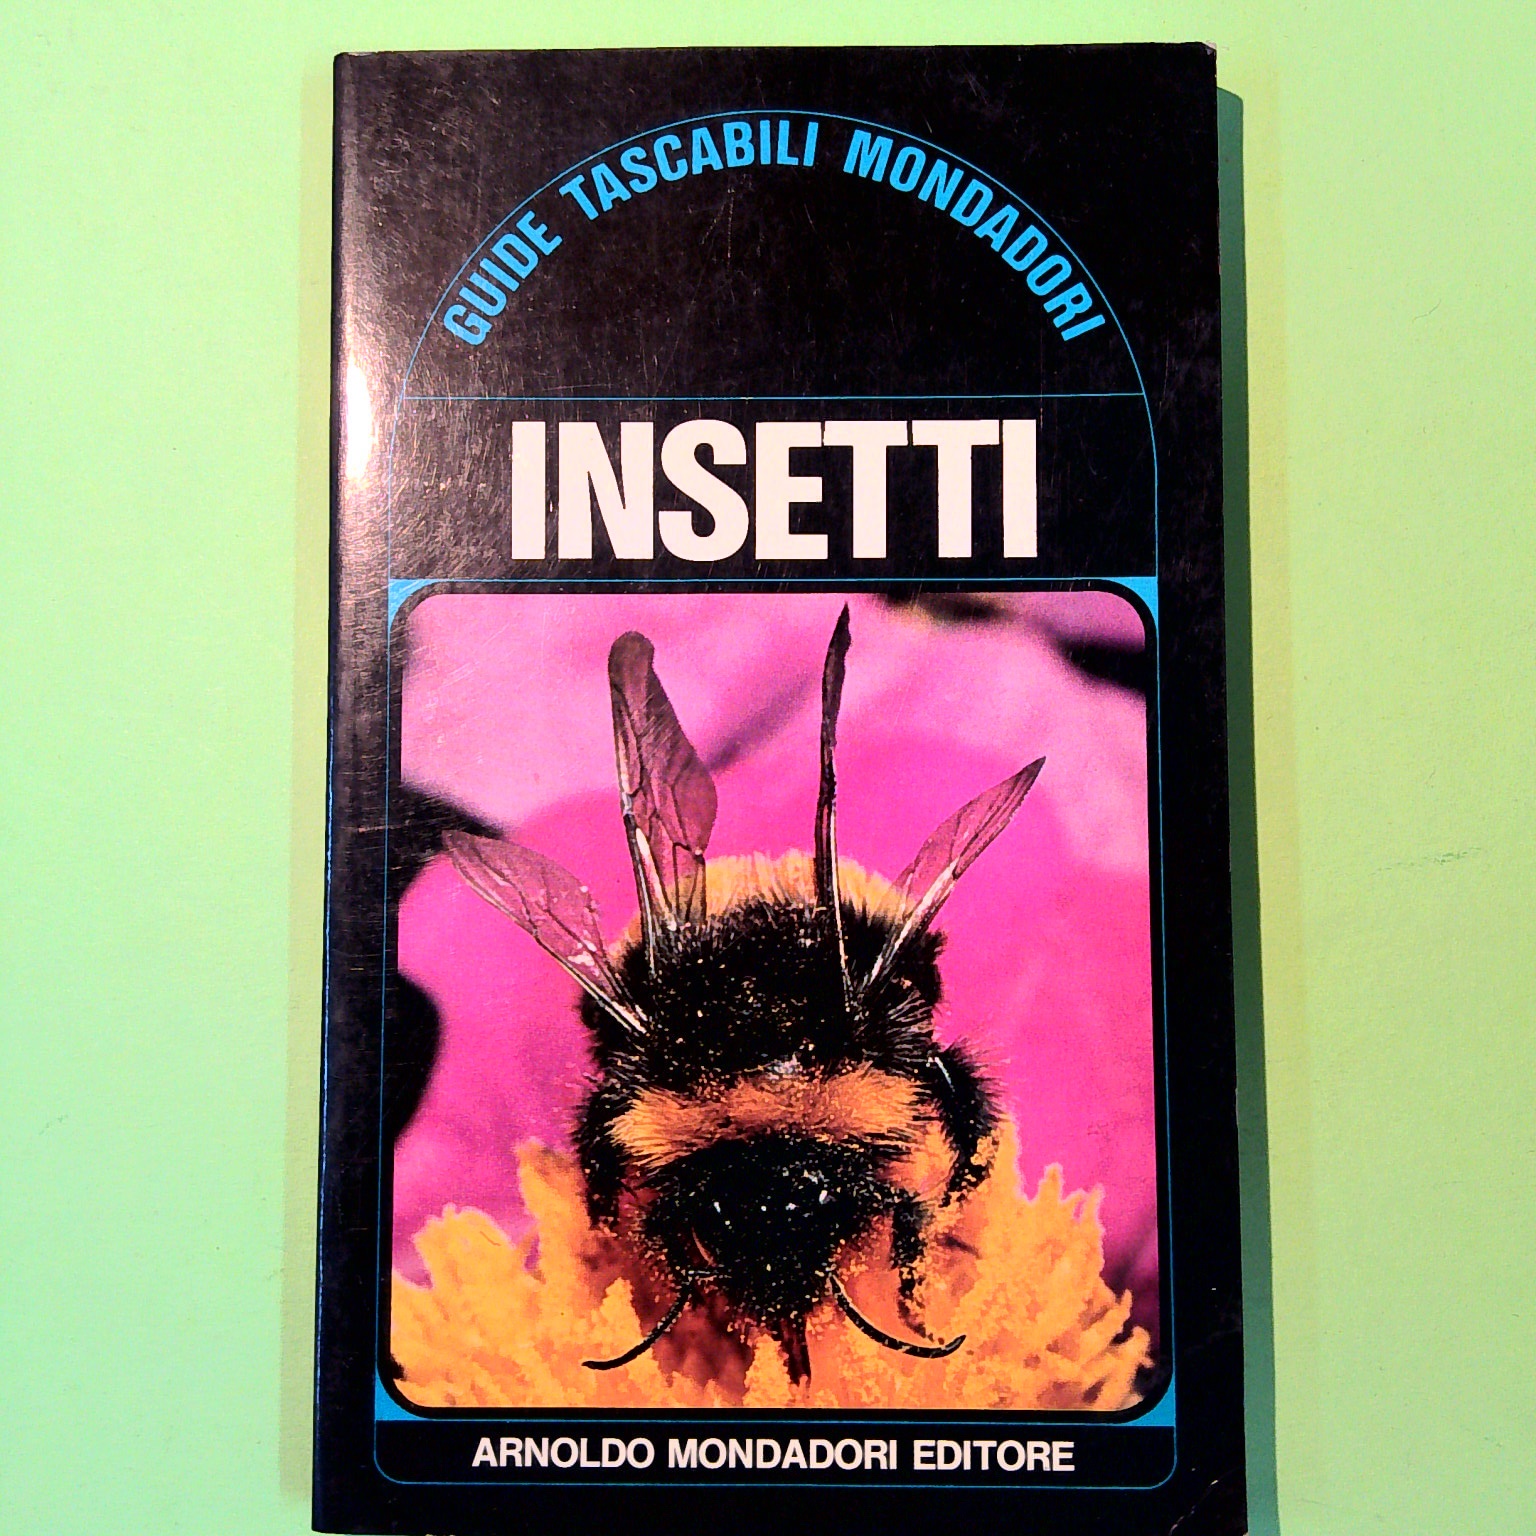 GUIDE TASCABILI MONDADORI
INSETTI
ARNOLDO MONDADORI EDITORE